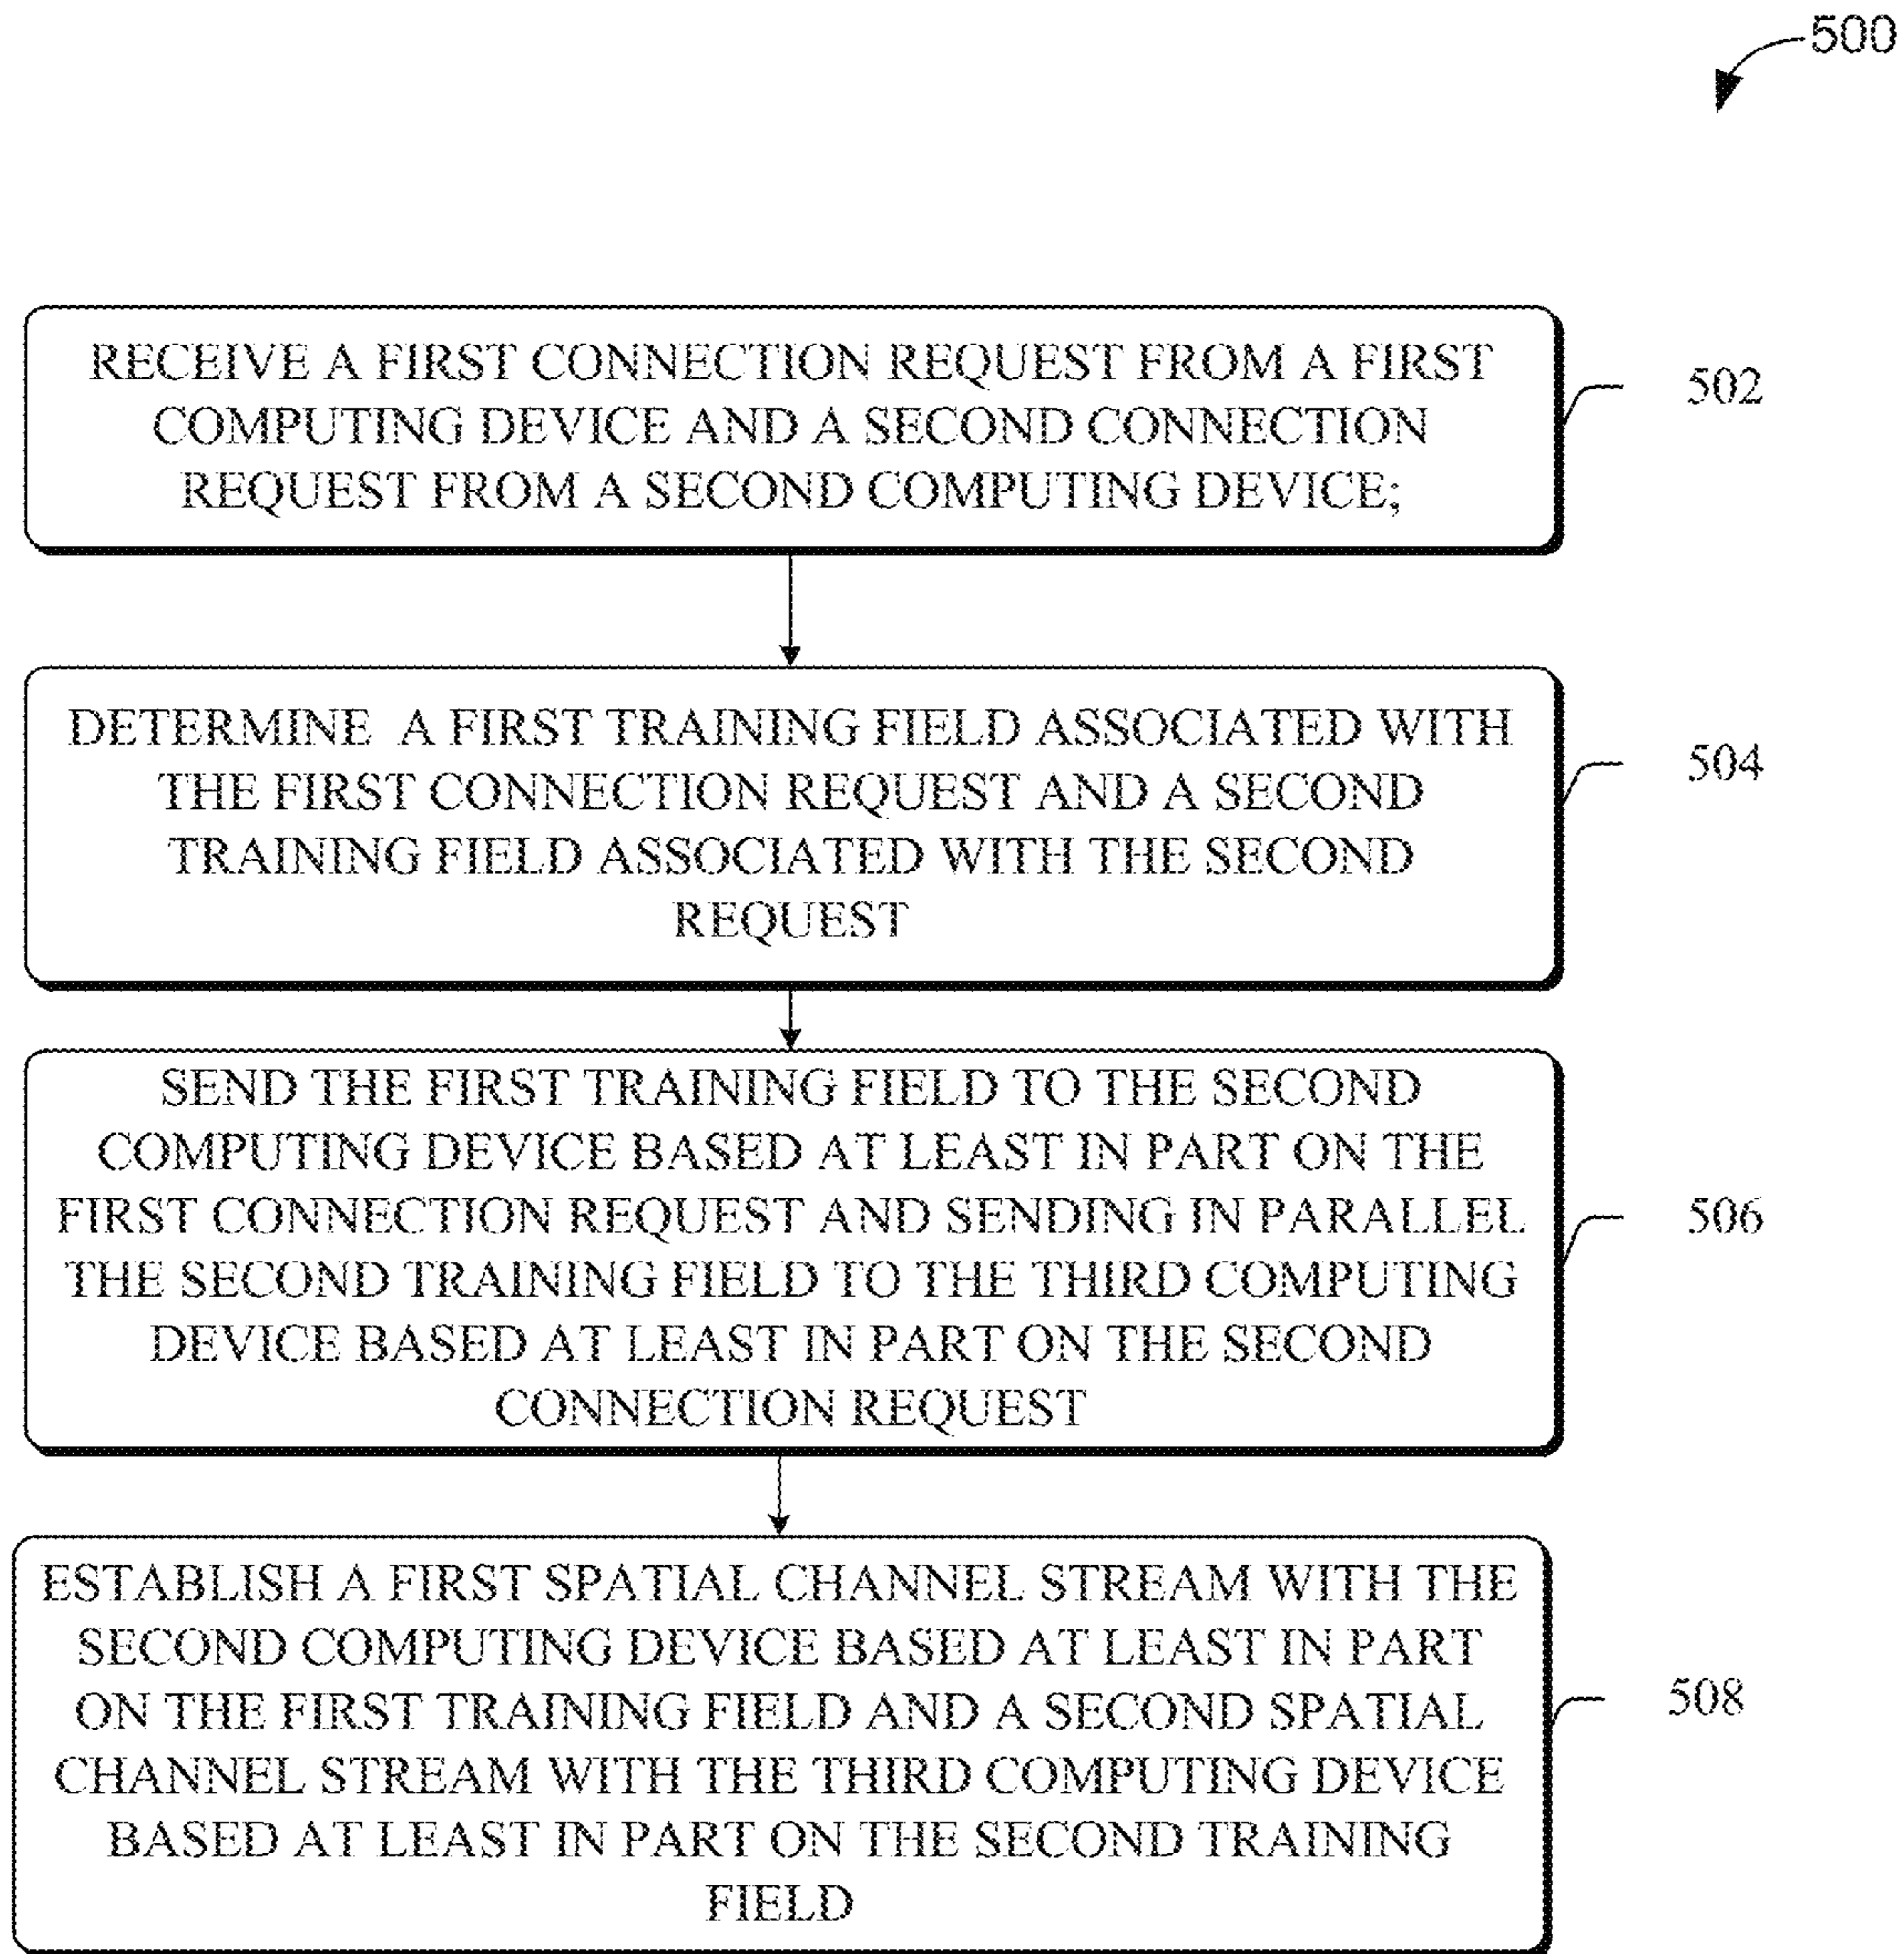 500
RECEIVE A FIRST CONNECTION REQUEST FROM A FIRST
COMPUTING DEVICE AND A SECOND CONNECTION
REQUEST FROM A SECOND COMPUTING DEVICE;
502
DETERMINE A FIRST TRAINING FIELD ASSOCIATED WITH
THE FIRST CONNECTION REQUEST AND A SECOND
TRAINING FIELD ASSOCIATED WITH THE SECOND
REQUEST
504
SEND THE FIRST TRAINING FIELD TO THE SECOND
COMPUTING DEVICE BASED AT LEAST IN PART ON THE
FIRST CONNECTION REQUEST AND SENDING IN PARALLEL
THE SECOND TRAINING FIELD TO THE THIRD COMPUTING
DEVICE BASED AT LEAST IN PART ON THE SECOND
CONNECTION REQUEST
506
ESTABLISH A FIRST SPATIAL CHANNEL STREAM WITH THE
SECOND COMPUTING DEVICE BASED AT LEAST IN PART
ON THE FIRST TRAINING FIELD AND A SECOND SPATIAL
CHANNEL STREAM WITH THE THIRD COMPUTING DEVICE
BASED AT LEAST IN PART ON THE SECOND TRAINING
FIELD
508